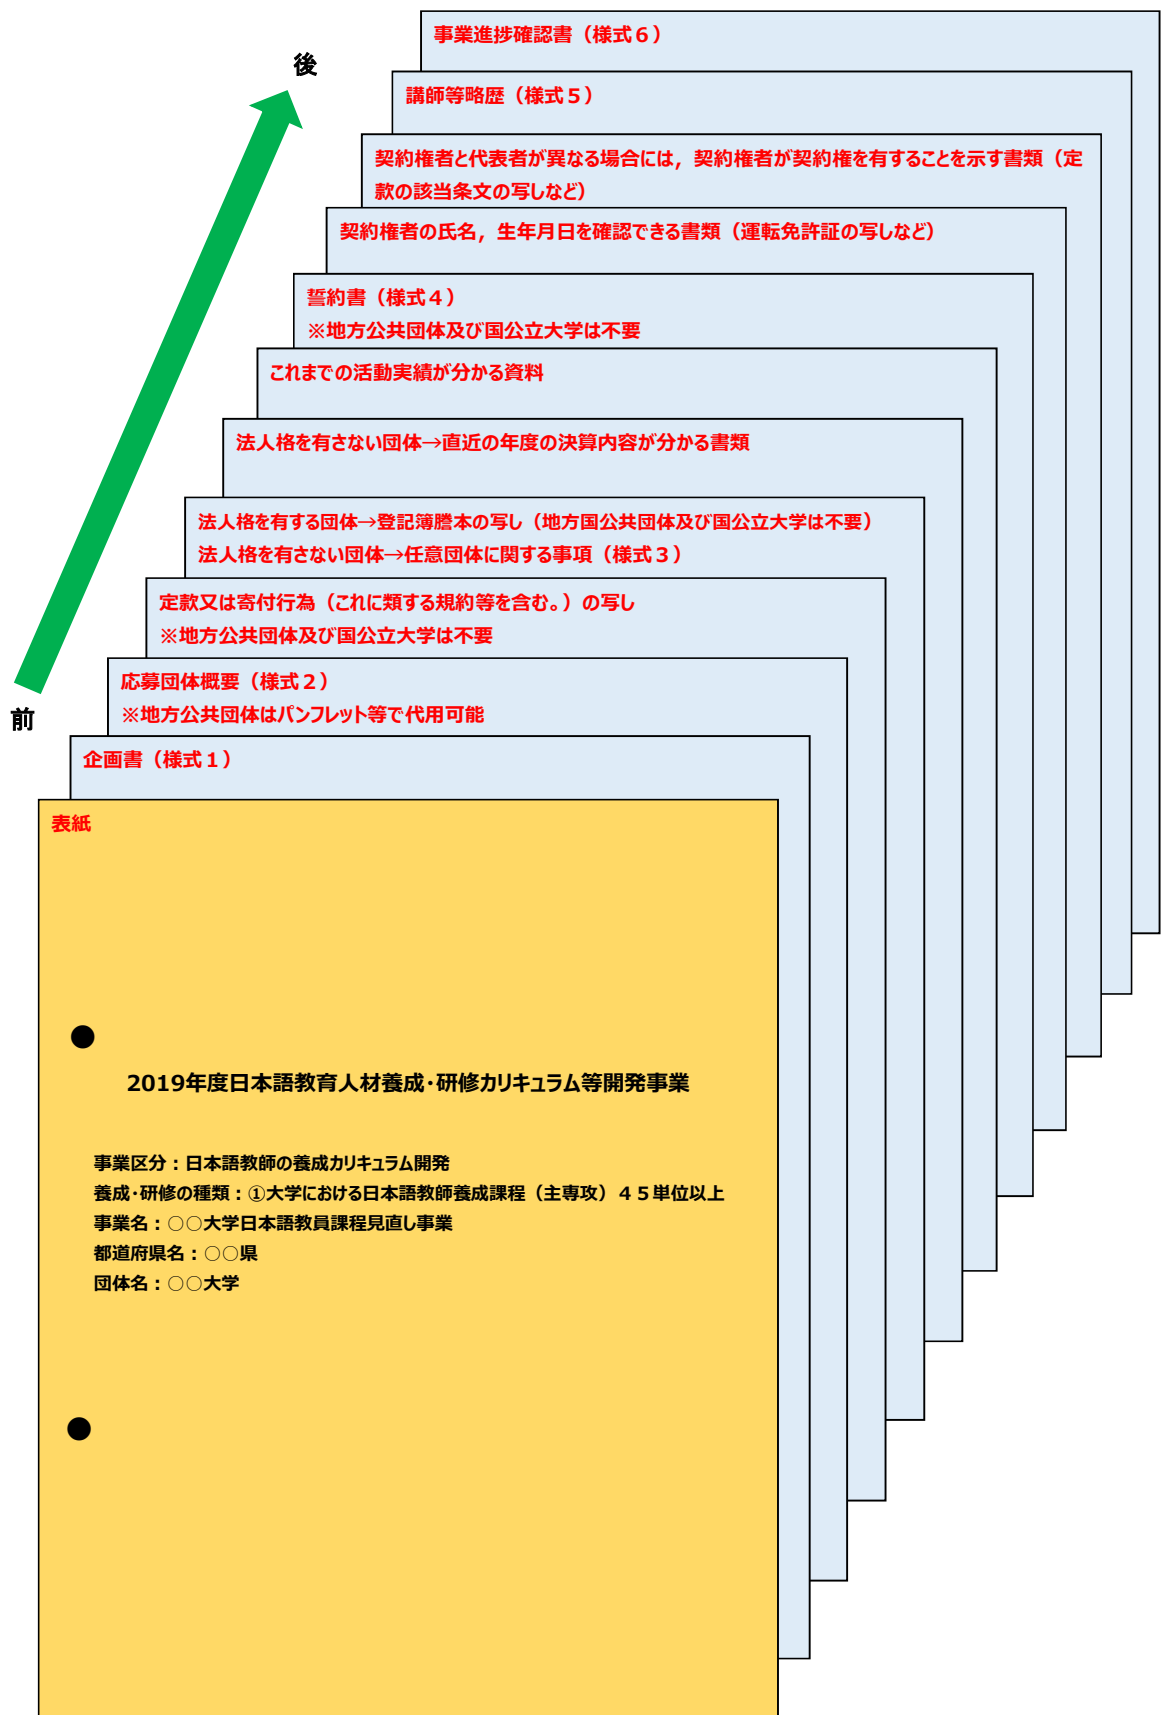 事業進捗確認書（様式６）
後
講師等略歴（様式５）
契約権者と代表者が異なる場合には，契約権者が契約権を有することを示す書類（定
款の該当条文の写しなど）
契約権者の氏名，生年月日を確認できる書類（運転免許証の写しなど）
誓約書（様式４）
※地方公共団体及び国公立大学は不要
これまでの活動実績が分かる資料
法人格を有さない団体→直近の年度の決算内容が分かる書類
法人格を有する団体→登記簿謄本の写し（地方国公共団体及び国公立大学は不要）
法人格を有さない団体→任意団体に関する事項（様式３）
定款又は寄付行為（これに類する規約等を含む。）の写し
※地方公共団体及び国公立大学は不要
応募団体概要（様式２）
※地方公共団体はパンフレット等で代用可能
前
企画書（様式１）
表紙
2019年度日本語教育人材養成・研修カリキュラム等開発事業
事業区分：日本語教師の養成カリキュラム開発
養成・研修の種類：①大学における日本語教師養成課程（主専攻）４５単位以上
事業名：○○大学日本語教員課程見直し事業
都道府県名：○○県
団体名：○○大学